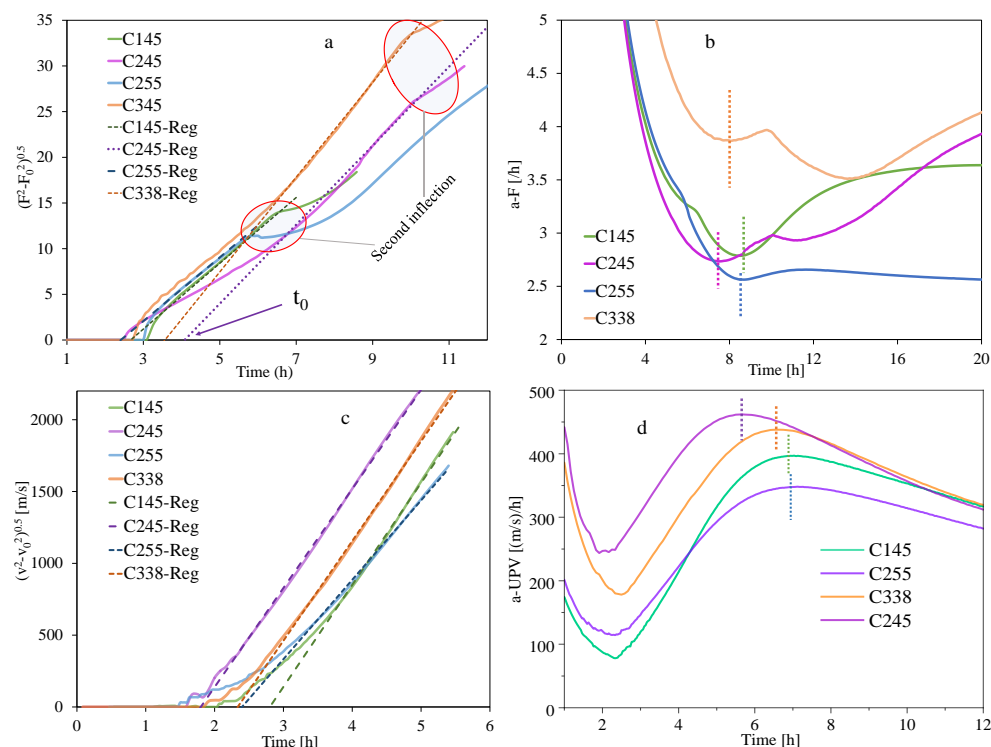 a
(F²-F₀²)^0.5
35
30
25
20
15
10
5
0
C145
C245
C255
C345
C145-Reg
C245-Reg
C255-Reg
C338-Reg
Second inflection
t₀
1
3
5
7
9
11
Time (h)
b
a-F [/h]
5
4.5
4
3.5
3
2.5
2
C145
C245
C255
C338
0
4
8
12
16
20
Time [h]
c
(v²-v₀²)^0.5 [m/s]
2000
1500
1000
500
0
C145
C245
C255
C338
C145-Reg
C245-Reg
C255-Reg
C338-Reg
0
1
2
3
4
5
6
Time [h]
d
a-UPV [(m/s)/h]
500
400
300
200
100
0
C145
C255
C338
C245
2
4
6
8
10
12
Time [h]